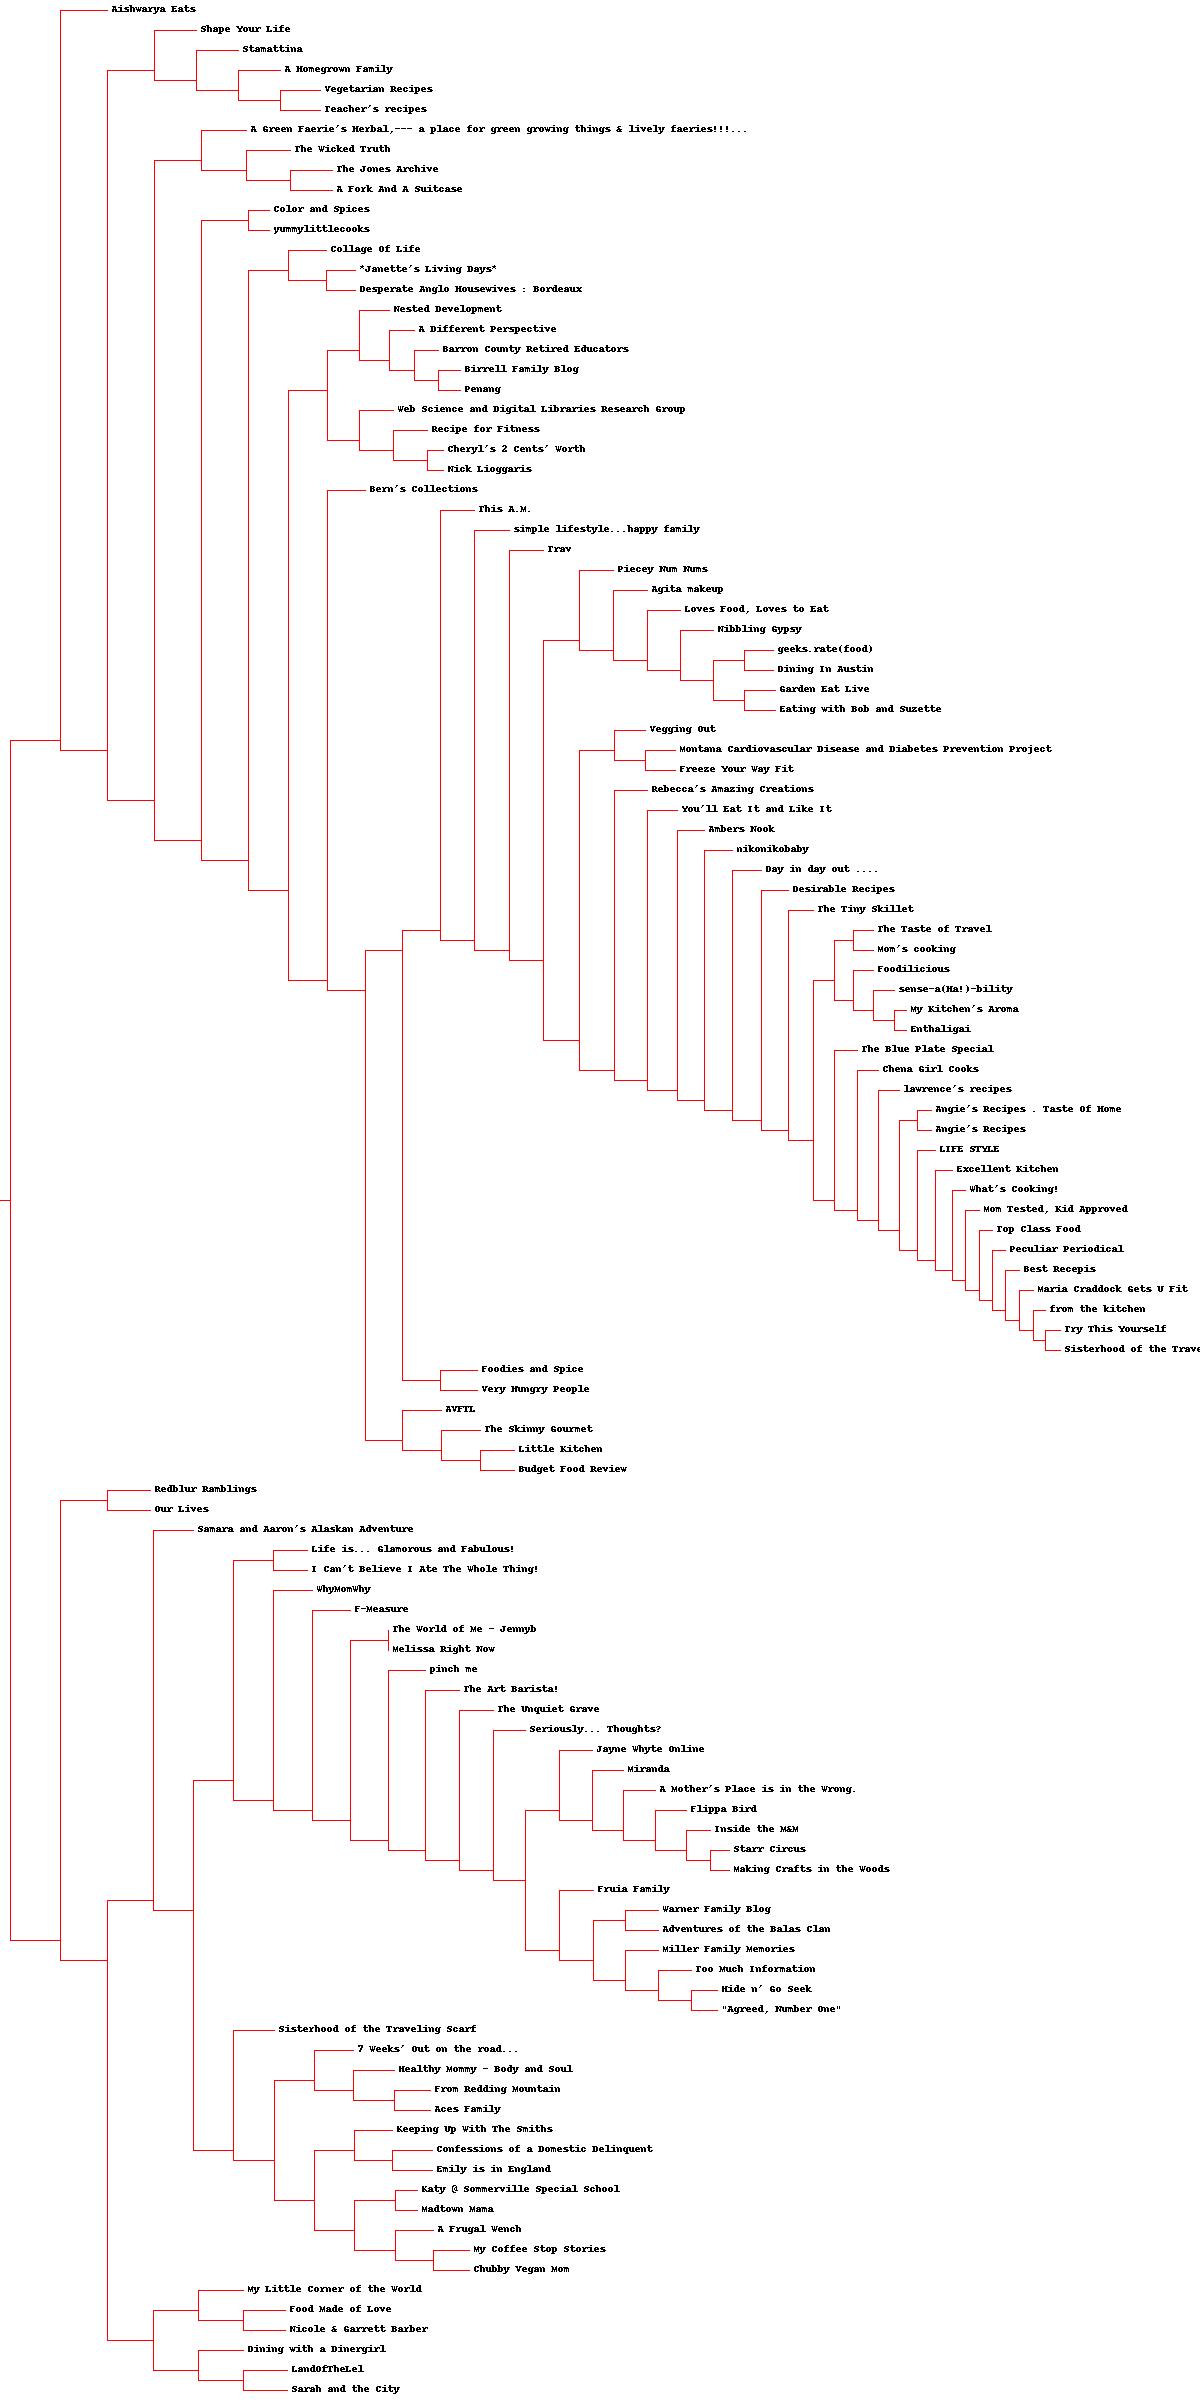 Aishwarya Eats
Shape Your Life
Stamattina
A Homegrown Family
Vegetarian Recipes
Teacher's recipes
A Green Faerie's Herbal,--- a place for green growing things & lively faeries!!!...
The Wicked Truth
The Jones Archive
A Fork And A Suitcase
Color and Spices
yummylittlecooks
Collage Of Life
*Janette's Living Days*
Desperate Anglo Housewives : Bordeaux
Nested Development
A Different Perspective
Barron County Retired Educators
Birrell Family Blog
Penang
Web Science and Digital Libraries Research Group
Recipe for Fitness
Cheryl's 2 Cents' Worth
Nick Lioggaris
Bern's Collections
This A.M.
simple lifestyle...happy family
Trav
Piecey Num Nums
Agita makeup
Loves Food, Loves to Eat
Nibbling Gypsy
geeks.rate(food)
Dining In Austin
Garden Eat Live
Eating with Bob and Suzette
Vegging Out
Montana Cardiovascular Disease and Diabetes Prevention Project
Freeze Your Way Fit
Rebecca's Amazing Creations
You'll Eat It and Like It
Ambers Nook
nikonikobaby
Day in day out ....
Desirable Recipes
The Tiny Skillet
The Taste of Travel
Mom's cooking
Foodilicious
sense-a(Ha!)-bility
My Kitchen's Aroma
Enthaligai
The Blue Plate Special
Chena Girl Cooks
lawrence's recipes
Angie's Recipes . Taste Of Home
Angie's Recipes
LIFE STYLE
Excellent Kitchen
What's Cooking!
Mom Tested, Kid Approved
Top Class Food
Peculiar Periodical
Best Recepis
Maria Craddock Gets U Fit
from the kitchen
Try This Yourself
Sisterhood of the Trave
Foodies and Spice
Very Hungry People
AVFTL
The Skinny Gourmet
Little Kitchen
Budget Food Review
Redblur Ramblings
Our Lives
Samara and Aaron's Alaskan Adventure
Life is... Glamorous and Fabulous!
I Can't Believe I Ate The Whole Thing!
WhyMomWhy
F-Measure
The World of Me - Jennyb
Melissa Right Now
pinch me
The Art Barista!
The Unquiet Grave
Seriously... Thoughts?
Jayne Whyte Online
Miranda
A Mother's Place is in the Wrong.
Flippa Bird
Inside the M&M
Starr Circus
Making Crafts in the Woods
Fruia Family
Warner Family Blog
Adventures of the Balas Clan
Miller Family Memories
Too Much Information
Hide n' Go Seek
"Agreed, Number One"
Sisterhood of the Traveling Scarf
7 Weeks' Out on the road...
Healthy Mommy - Body and Soul
From Redding Mountain
Aces Family
Keeping Up With The Smiths
Confessions of a Domestic Delinquent
Emily is in England
Katy @ Sommerville Special School
Madtown Mama
A Frugal Wench
My Coffee Stop Stories
Chubby Vegan Mom
My Little Corner of the World
Food Made of Love
Nicole & Garrett Barber
Dining with a Dinergirl
LandOfTheLel
Sarah and the City